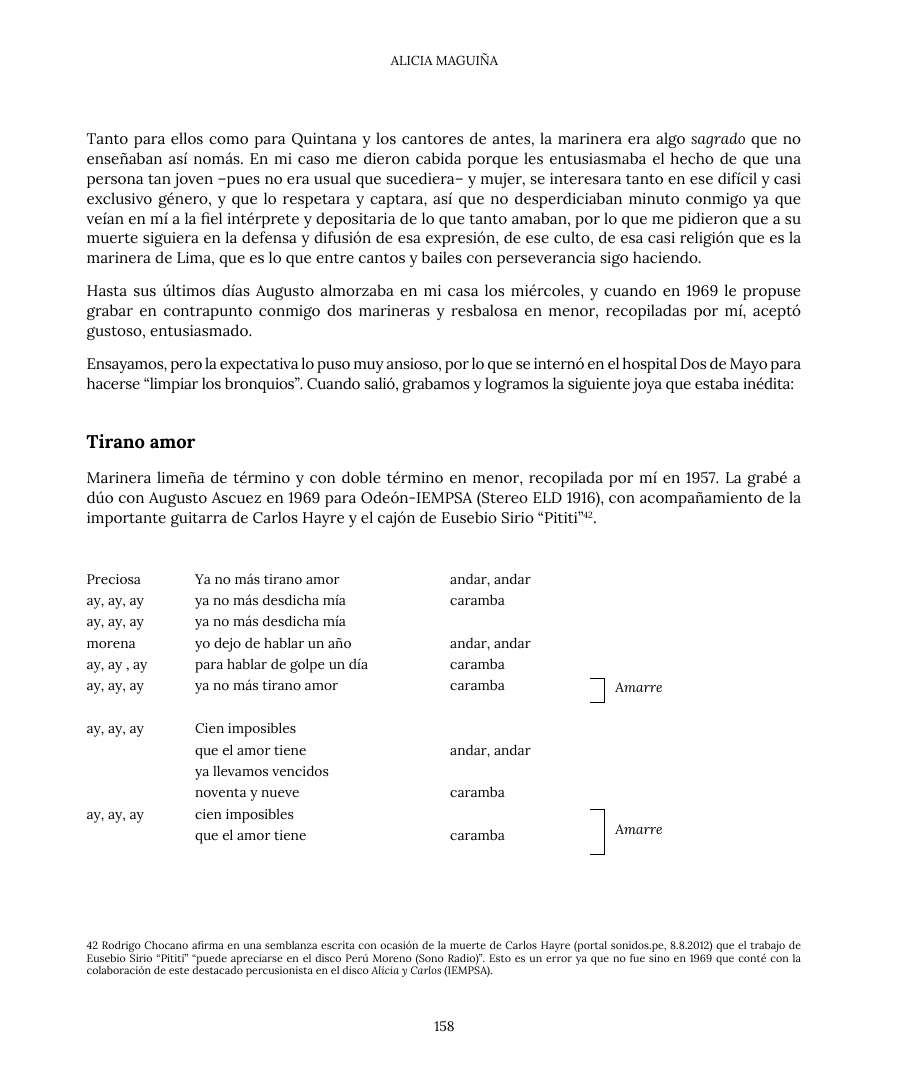 ALICIA MAGUIÑA
Tanto para ellos como para Quintana y los cantores de antes, la marinera era algo sagrado que no
enseñaban así nomás. En mi caso me dieron cabida porque les entusiasmaba el hecho de que una
persona tan joven –pues no era usual que sucediera– y mujer, se interesara tanto en ese difícil y casi
exclusivo género, y que lo respetara y captara, así que no desperdiciaban minuto conmigo ya que
veían en mí a la fiel intérprete y depositaria de lo que tanto amaban, por lo que me pidieron que a su
muerte siguiera en la defensa y difusión de esa expresión, de ese culto, de esa casi religión que es la
marinera de Lima, que es lo que entre cantos y bailes con perseverancia sigo haciendo.
Hasta sus últimos días Augusto almorzaba en mi casa los miércoles, y cuando en 1969 le propuse
grabar en contrapunto conmigo dos marineras y resbalosa en menor, recopiladas por mí, aceptó
gustoso, entusiasmado.
Ensayamos, pero la expectativa lo puso muy ansioso, por lo que se internó en el hospital Dos de Mayo para
hacerse “limpiar los bronquios”. Cuando salió, grabamos y logramos la siguiente joya que estaba inédita:
Tirano amor
Marinera limeña de término y con doble término en menor, recopilada por mí en 1957. La grabé a
dúo con Augusto Ascuez en 1969 para Odeón-IEMPSA (Stereo ELD 1916), con acompañamiento de la
importante guitarra de Carlos Hayre y el cajón de Eusebio Sirio “Pititi”42.
Preciosa Ya no más tirano amor andar, andar
ay, ay, ay ya no más desdicha mía caramba
ay, ay, ay ya no más desdicha mía
morena yo dejo de hablar un año andar, andar
ay, ay , ay para hablar de golpe un día caramba
ay, ay, ay ya no más tirano amor caramba Amarre
ay, ay, ay Cien imposibles
que el amor tiene andar, andar
ya llevamos vencidos
noventa y nueve caramba
ay, ay, ay cien imposibles
que el amor tiene caramba Amarre
42 Rodrigo Chocano afirma en una semblanza escrita con ocasión de la muerte de Carlos Hayre (portal sonidos.pe, 8.8.2012) que el trabajo de
Eusebio Sirio “Pititi” “puede apreciarse en el disco Perú Moreno (Sono Radio)”. Esto es un error ya que no fue sino en 1969 que conté con la
colaboración de este destacado percusionista en el disco Alicia y Carlos (IEMPSA).
158